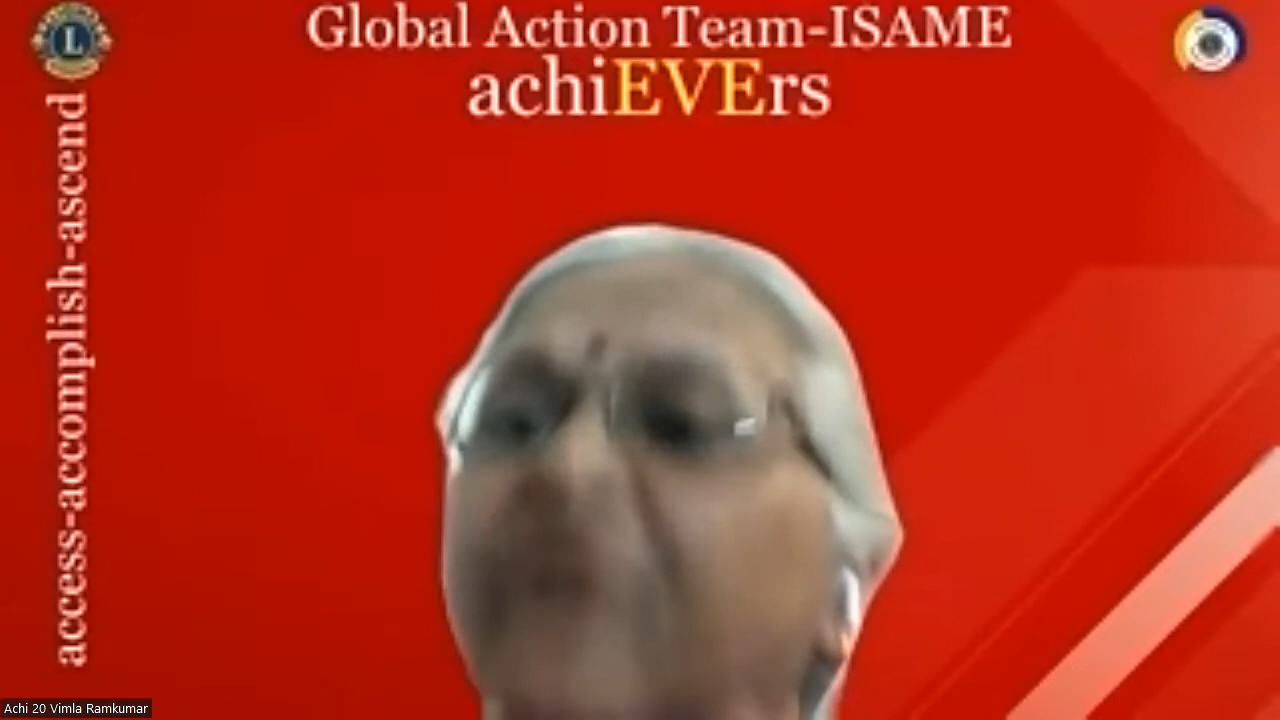 Global Action Team-ISAME
achiEVErs
L
access-accomplish-ascend
Achi 20 Vimla Ramkumar